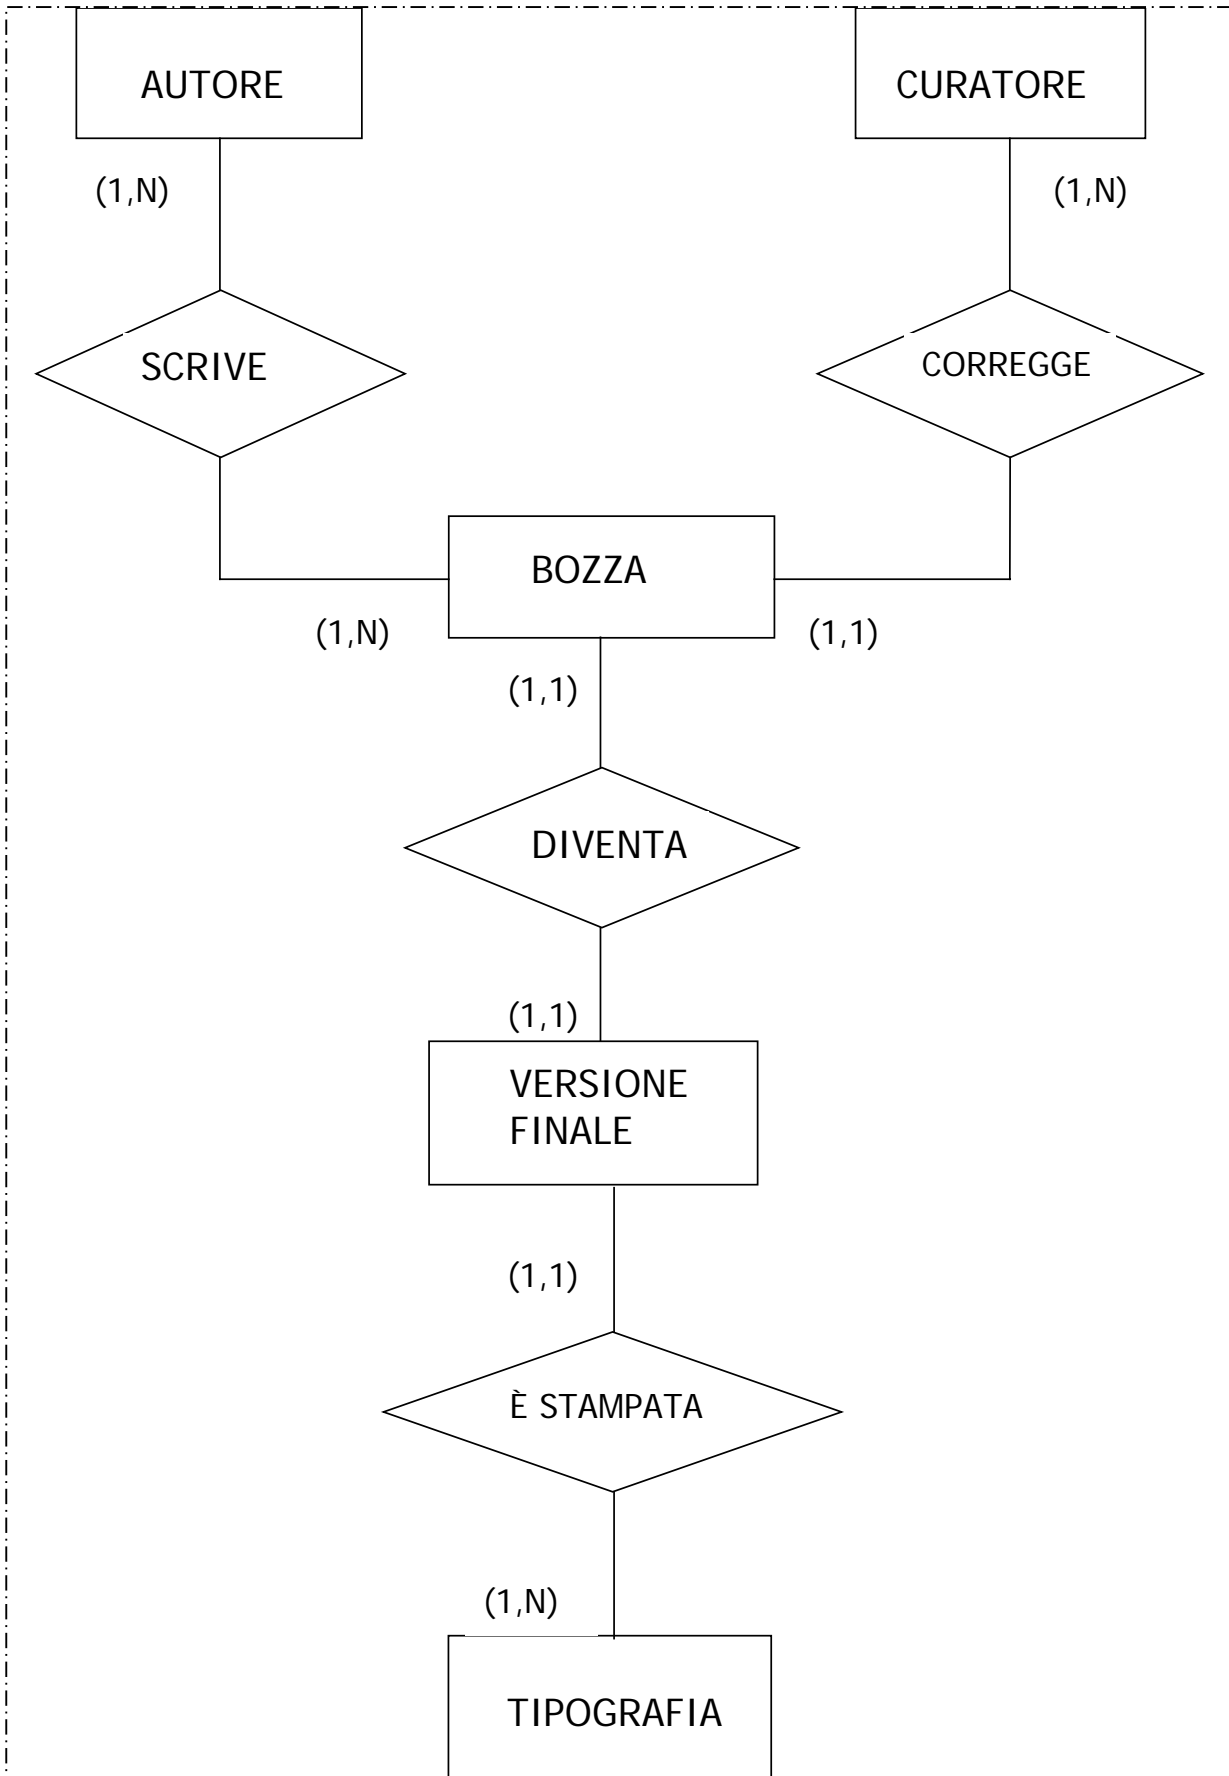 AUTORE
CURATORE
(1,N)
(1,N)
SCRIVE
CORREGGE
BOZZA
(1,N)
(1,1)
(1,1)
DIVENTA
(1,1)
VERSIONE
FINALE
(1,1)
È STAMPATA
(1,N)
TIPOGRAFIA